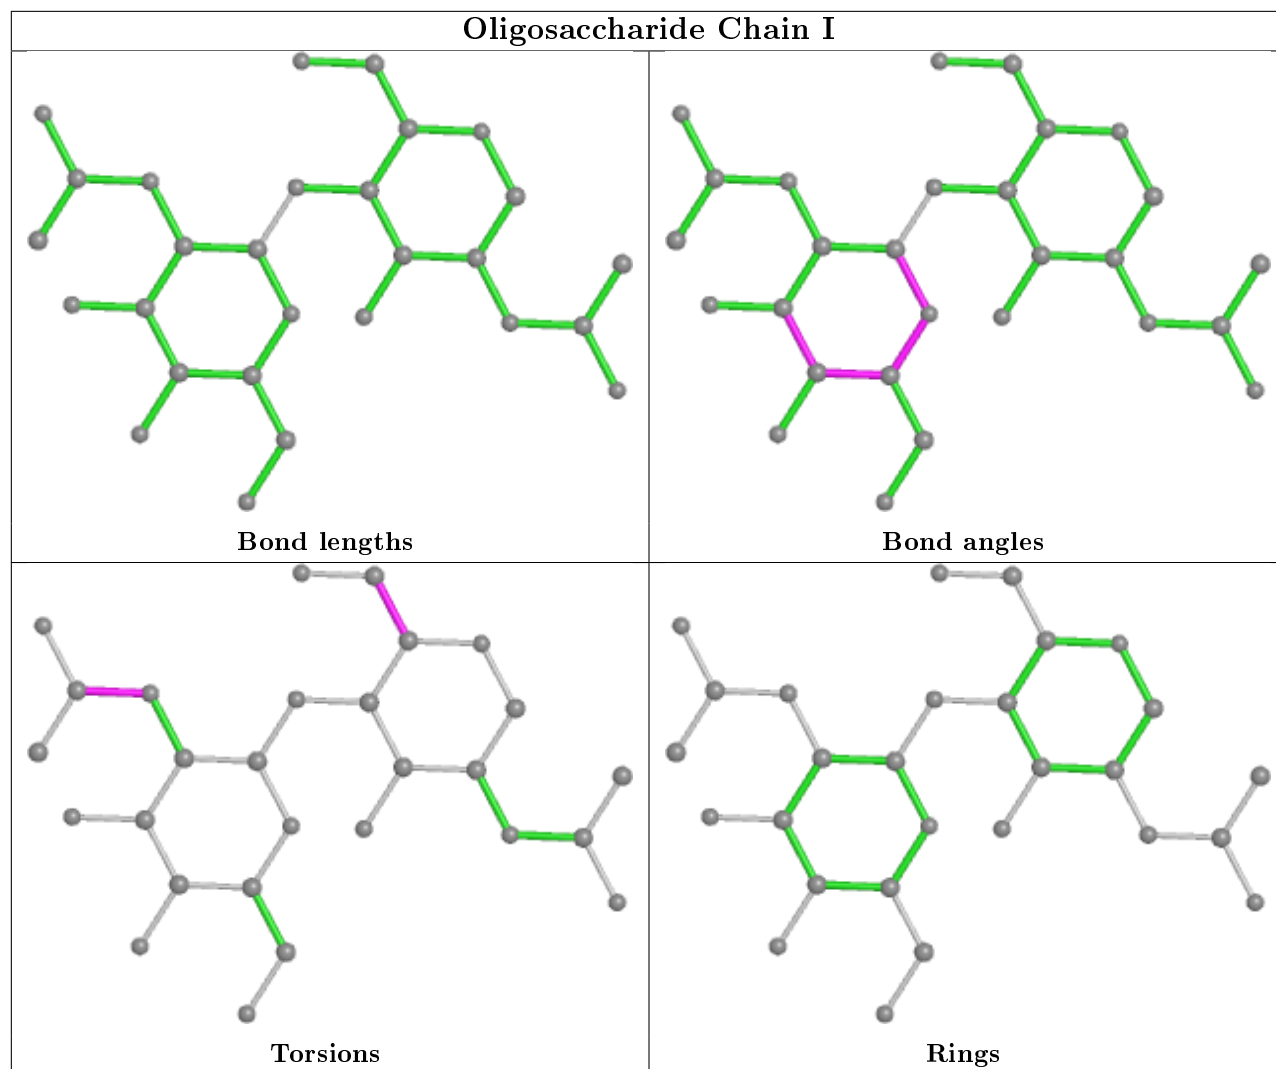 Oligosaccharide Chain I
Bond lengths
Bond angles
Torsions
Rings